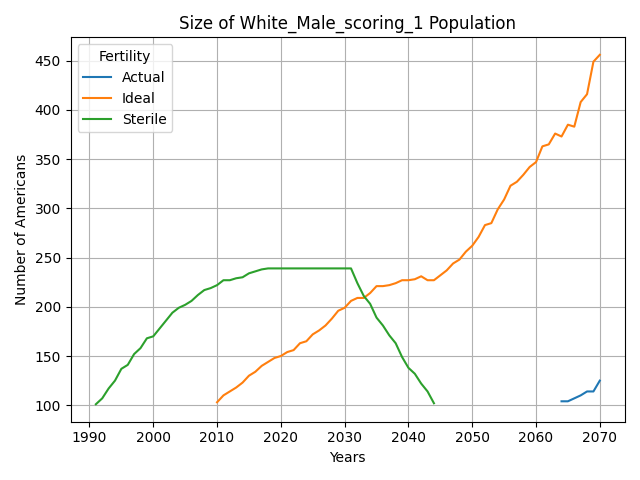 Size of White_Male_scoring_1 Population
Number of Americans
450
400
350
300
250
200
150
100
Fertility
Actual
Ideal
Sterile
1990 2000 2010 2020 2030 2040 2050 2060 2070
Years